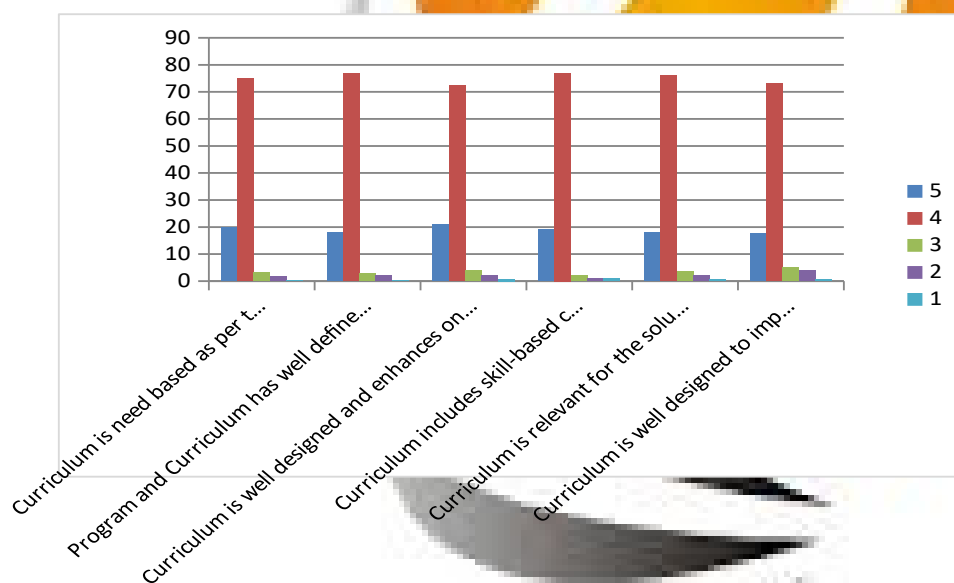 90
80
70
60
50
40
30
20
10
0
5
4
3
2
1
Curriculum is need based as per t...
Program and Curriculum has well define...
Curriculum is well designed and enhances on...
Curriculum includes skill-based c...
Curriculum is relevant for the solu...
Curriculum is well designed to imp...